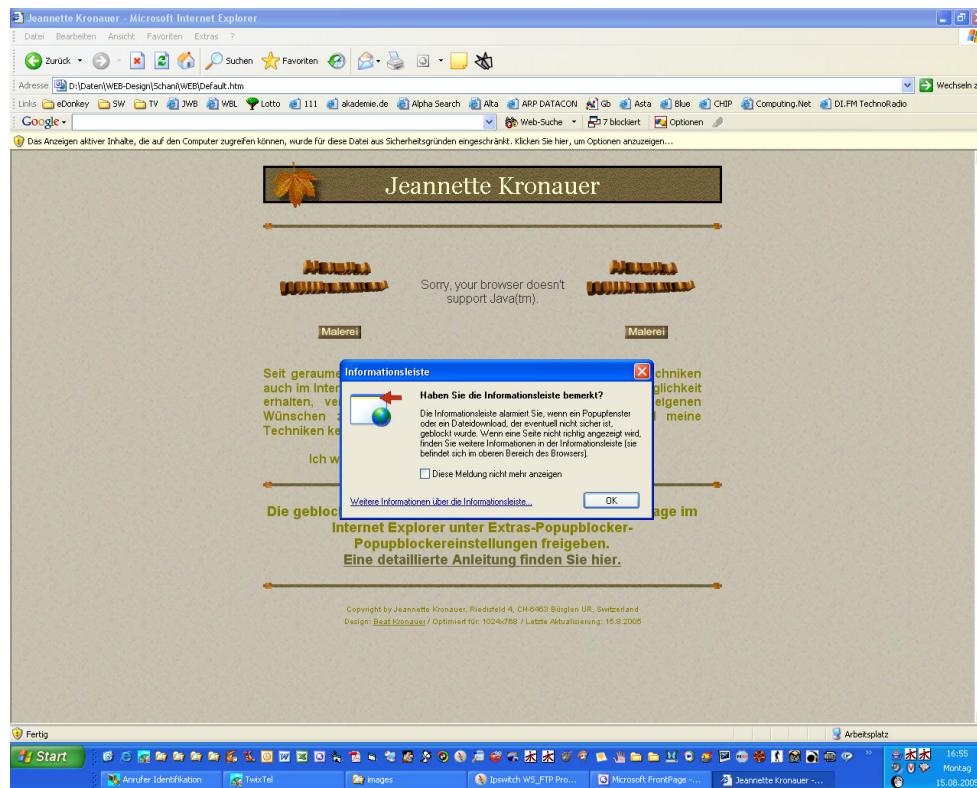 Jeannette Kronauer - Microsoft Internet Explorer
Datei Bearbeiten Ansicht Favoriten Extras ?
Zurück Suchen Favoriten
Adresse D:\Daten\WEB-Design\Schani\WEB\Default.htm Wechseln z
Links eDonkey SW TV JWB WBL Lotto 111 akademie.de Alpha Search Alta ARP DATACON Gb Asta Blue CHIP Computing.Net DI.FM TechnoRadio
Google Web-Suche 7 blockiert Optionen
Das Anzeigen aktiver Inhalte, die auf den Computer zugreifen können, wurde für diese Datei aus Sicherheitsgründen eingeschränkt. Klicken Sie hier, um Optionen anzuzeigen...
Jeannette Kronauer
Sorry, your browser doesn't
support Java(tm).
Malerei Malerei
Seit geraume chniken
auch im Inter glichkeit
erhalten, ve eigenen
Wünschen meine
Techniken ke
Ich w
Informationsleiste
Haben Sie die Informationsleiste bemerkt?
Die Informationsleiste alarmiert Sie, wenn ein Popupfenster
oder ein Dateidownload, der eventuell nicht sicher ist,
geblockt wurde. Wenn eine Seite nicht richtig angezeigt wird,
finden Sie weitere Informationen in der Informationsleiste (sie
befindet sich im oberen Bereich des Browsers).
Diese Meldung nicht mehr anzeigen
Weitere Informationen über die Informationsleiste... OK
Die gebloc age im
Internet Explorer unter Extras-Popupblocker-
Popupblockereinstellungen freigeben.
Eine detaillierte Anleitung finden Sie hier.
Copyright by Jeannette Kronauer, Riedisfeld 4, CH-6463 Bürglen UR, Switzerland
Design: Beat Kronauer / Optimiert für: 1024x768 / Letzte Aktualisierung: 15.8.2005
Fertig Arbeitsplatz
Start 16:55
Anrufer Identifikation TwixTel images Ipswitch WS_FTP Pro... Microsoft FrontPage -... Jeannette Kronauer -... Montag
15.08.2005